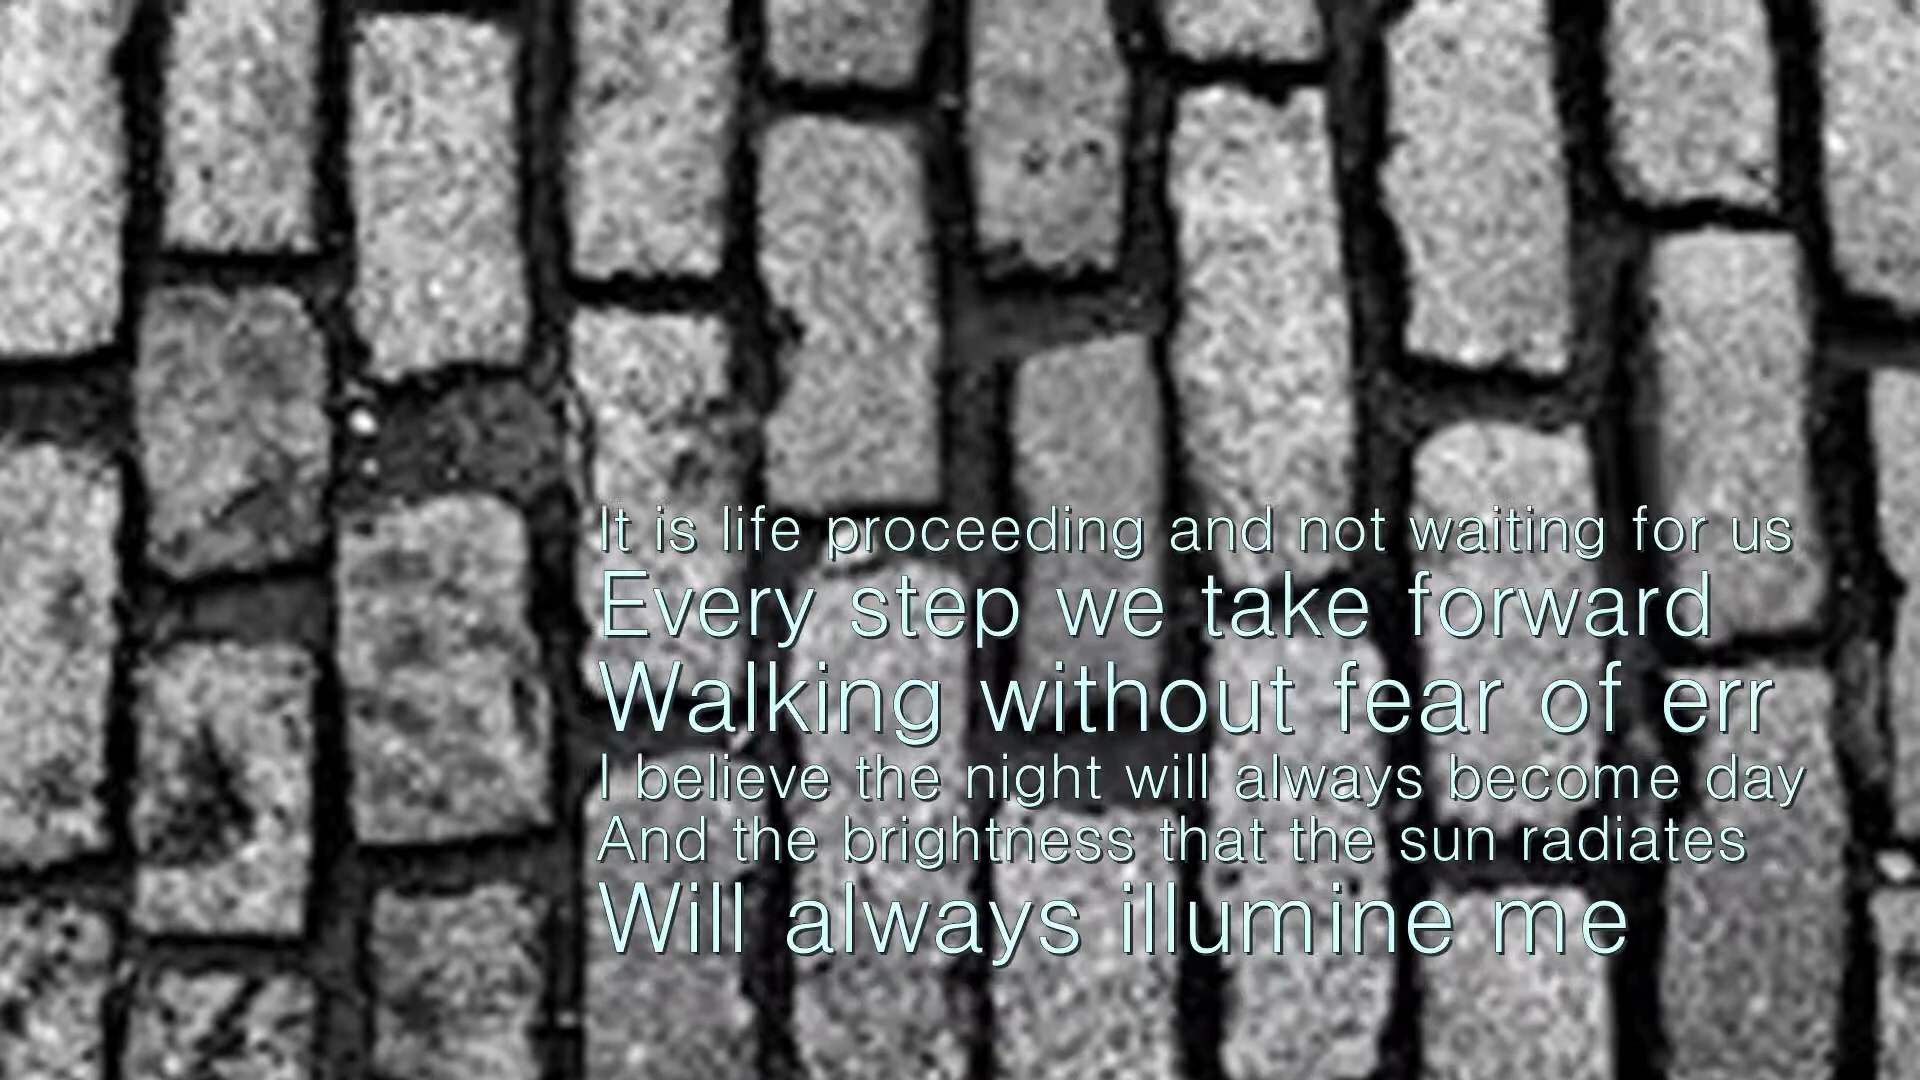 It is life proceeding and not waiting for us
Every step we take forward
Walking without fear of err
I believe the night will always become day
And the brightness that the sun radiates
Will always illumine me